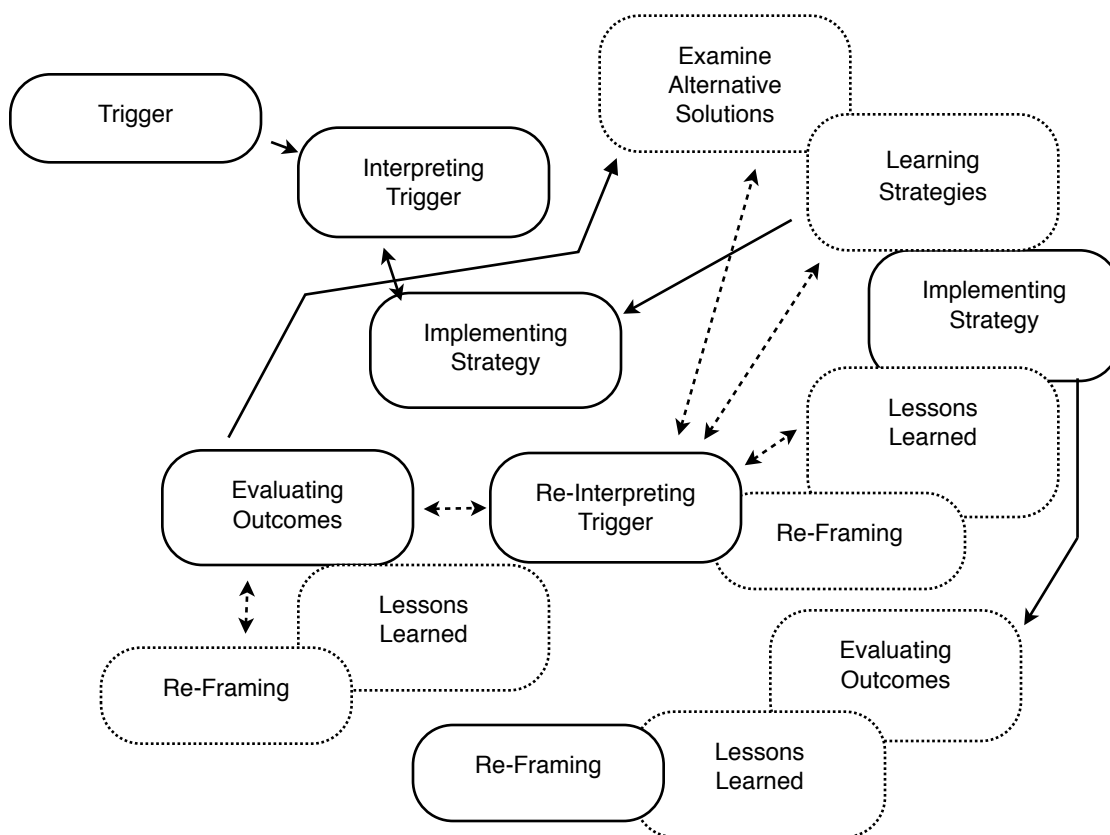 Trigger
Interpreting
Trigger
Examine
Alternative
Solutions
Learning
Strategies
Implementing
Strategy
Implementing
Strategy
Lessons
Learned
Evaluating
Outcomes
Re-Interpreting
Trigger
Re-Framing
Lessons
Learned
Re-Framing
Evaluating
Outcomes
Re-Framing
Lessons
Learned